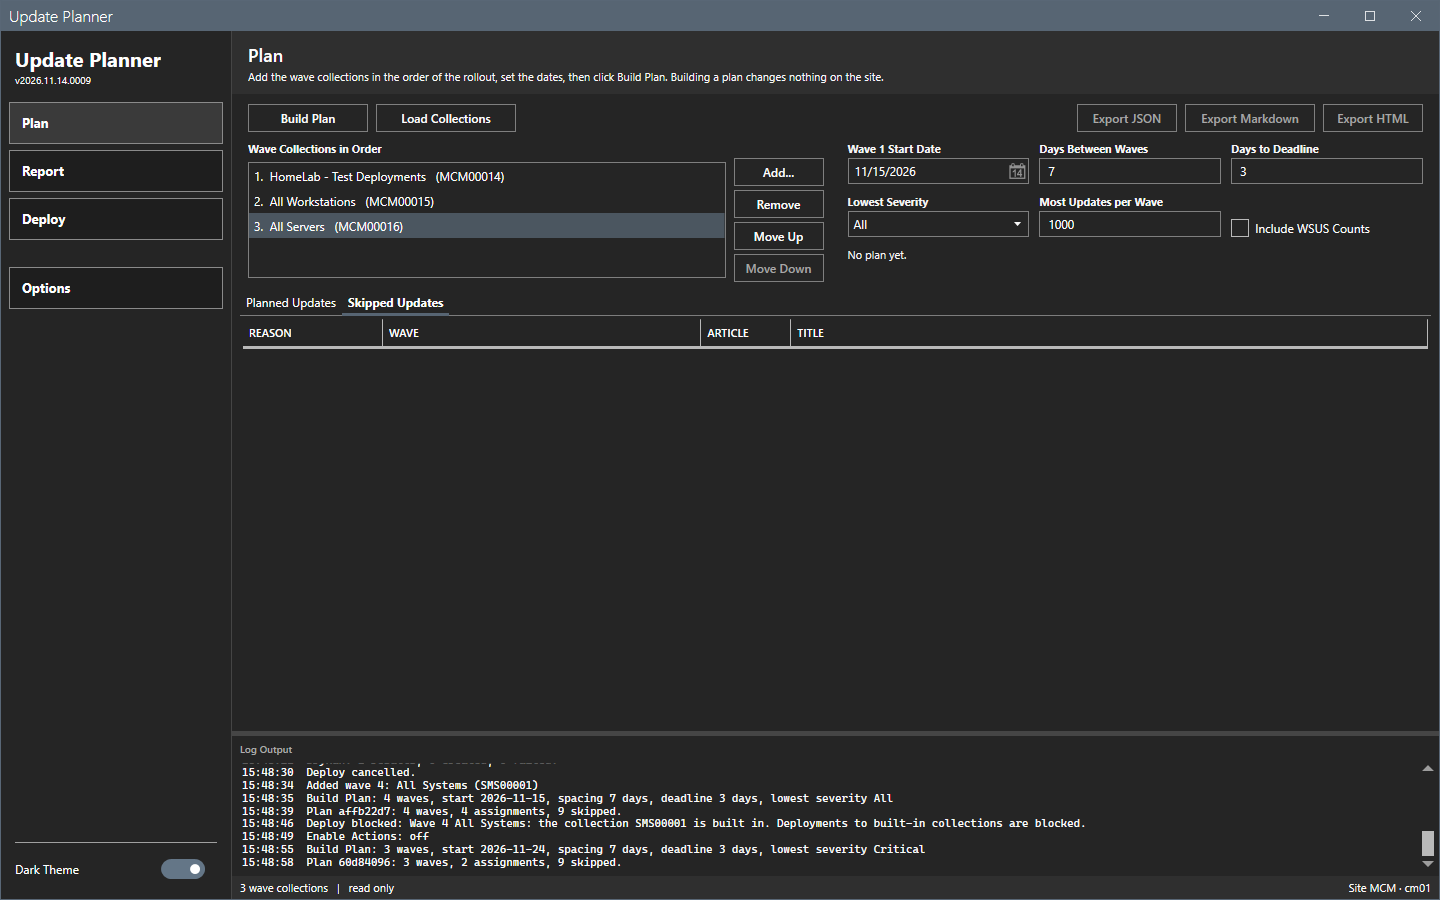 Update Planner
Update Planner
v2026.11.14.0009
Plan
Report
Deploy
Options
Dark Theme
Plan
Add the wave collections in the order of the rollout, set the dates, then click Build Plan. Building a plan changes nothing on the site.
Build Plan
Load Collections
Export JSON
Export Markdown
Export HTML
Wave Collections in Order
1. HomeLab - Test Deployments (MCM00014)
2. All Workstations (MCM00015)
3. All Servers (MCM00016)
Add...
Remove
Move Up
Move Down
Wave 1 Start Date
Days Between Waves
Days to Deadline
11/15/2026
14
7
3
Lowest Severity
Most Updates per Wave
All
1000
Include WSUS Counts
No plan yet.
Planned Updates
Skipped Updates
REASON
WAVE
ARTICLE
TITLE
Log Output
15:48:30 Deploy cancelled.
15:48:34 Added wave 4: All Systems (SMS00001)
15:48:35 Build Plan: 4 waves, start 2026-11-15, spacing 7 days, deadline 3 days, lowest severity All
15:48:39 Plan affb22d7: 4 waves, 4 assignments, 9 skipped.
15:48:46 Deploy blocked: Wave 4 All Systems: the collection SMS00001 is built in. Deployments to built-in collections are blocked.
15:48:49 Enable Actions: off
15:48:55 Build Plan: 3 waves, start 2026-11-24, spacing 7 days, deadline 3 days, lowest severity Critical
15:48:58 Plan 60d84096: 3 waves, 2 assignments, 9 skipped.
3 wave collections | read only
Site MCM · cm01